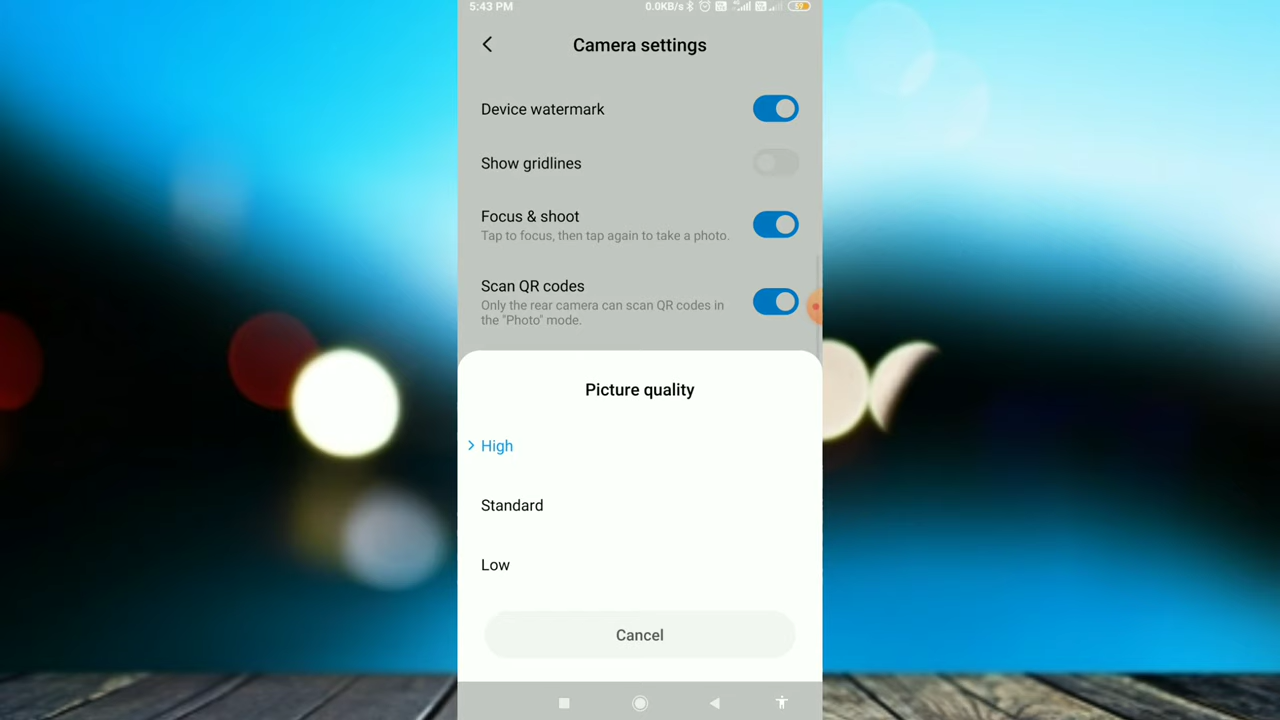 5:43 PM
0.0KB/s
59
Camera settings
Device watermark
Show gridlines
Focus & shoot
Tap to focus, then tap again to take a photo.
Scan QR codes
Only the rear camera can scan QR codes in
the "Photo" mode.
Picture quality
High
Standard
Low
Cancel